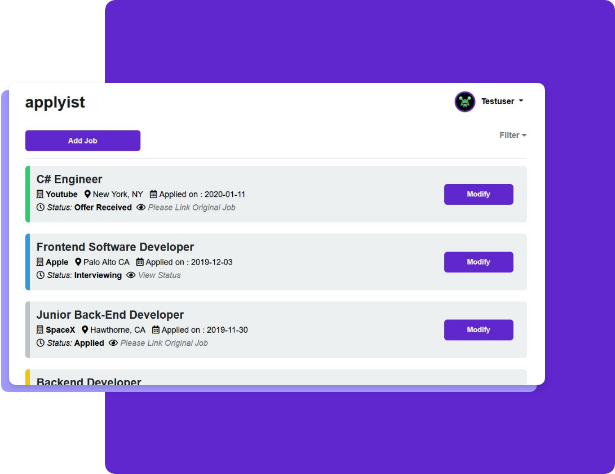 applyist
Testuser
Add Job
Filter
C# Engineer
Youtube New York, NY Applied on : 2020-01-11
Status: Offer Received Please Link Original Job
Modify
Frontend Software Developer
Apple Palo Alto CA Applied on : 2019-12-03
Status: Interviewing View Status
Modify
Junior Back-End Developer
SpaceX Hawthorne, CA Applied on : 2019-11-30
Status: Applied Please Link Original Job
Modify
Backend Developer